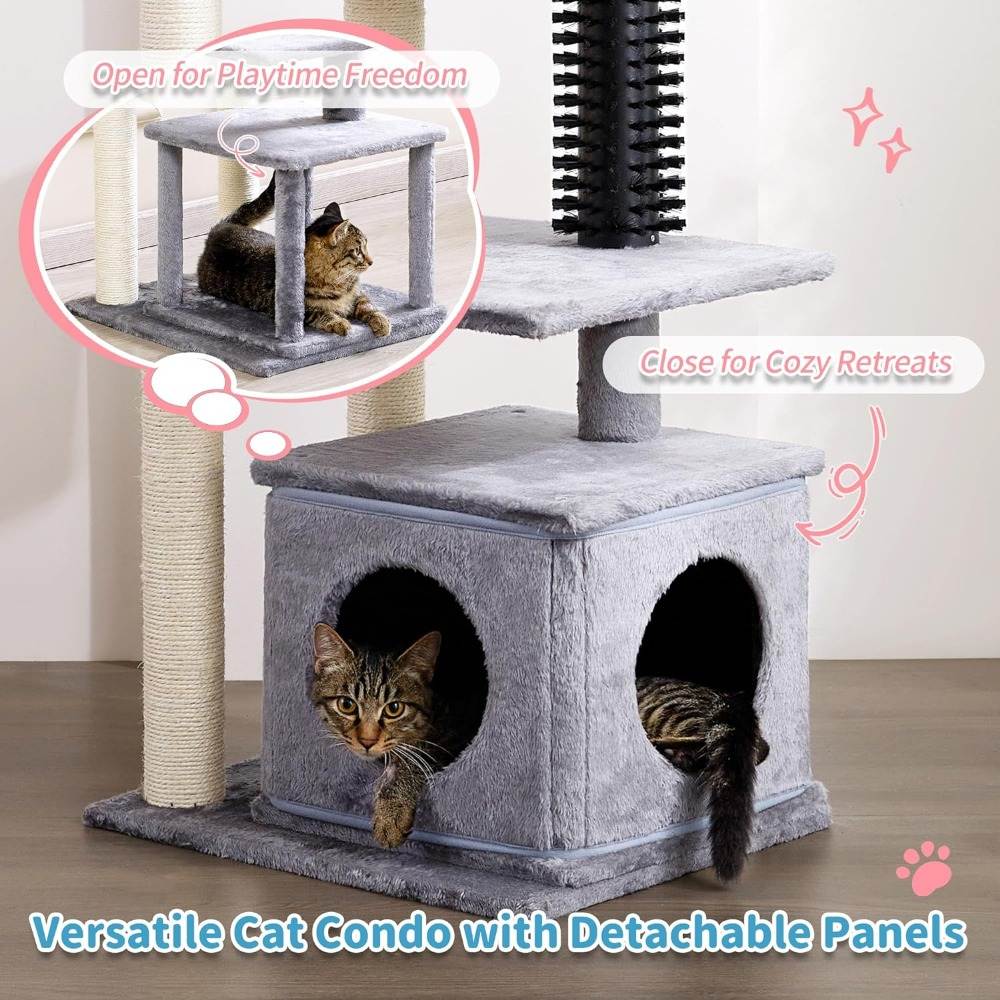 Open for Playtime Freedom
Close for Cozy Retreats
Versatile Cat Condo with Detachable Panels